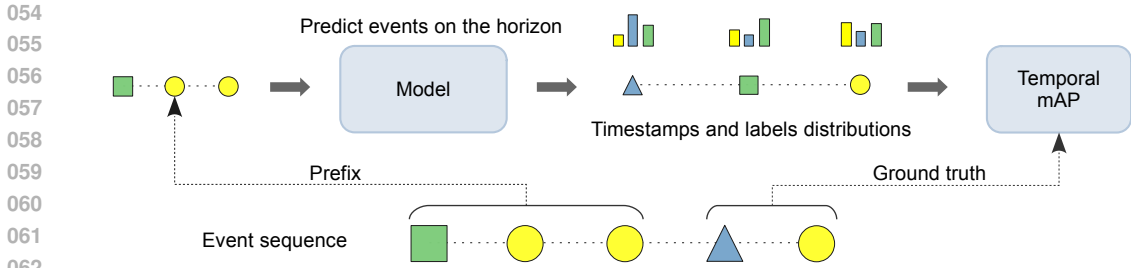 054
055
056
057
058
059
060
061
062
Predict events on the horizon
Model
Temporal
mAP
Timestamps and labels distributions
Prefix
Ground truth
Event sequence